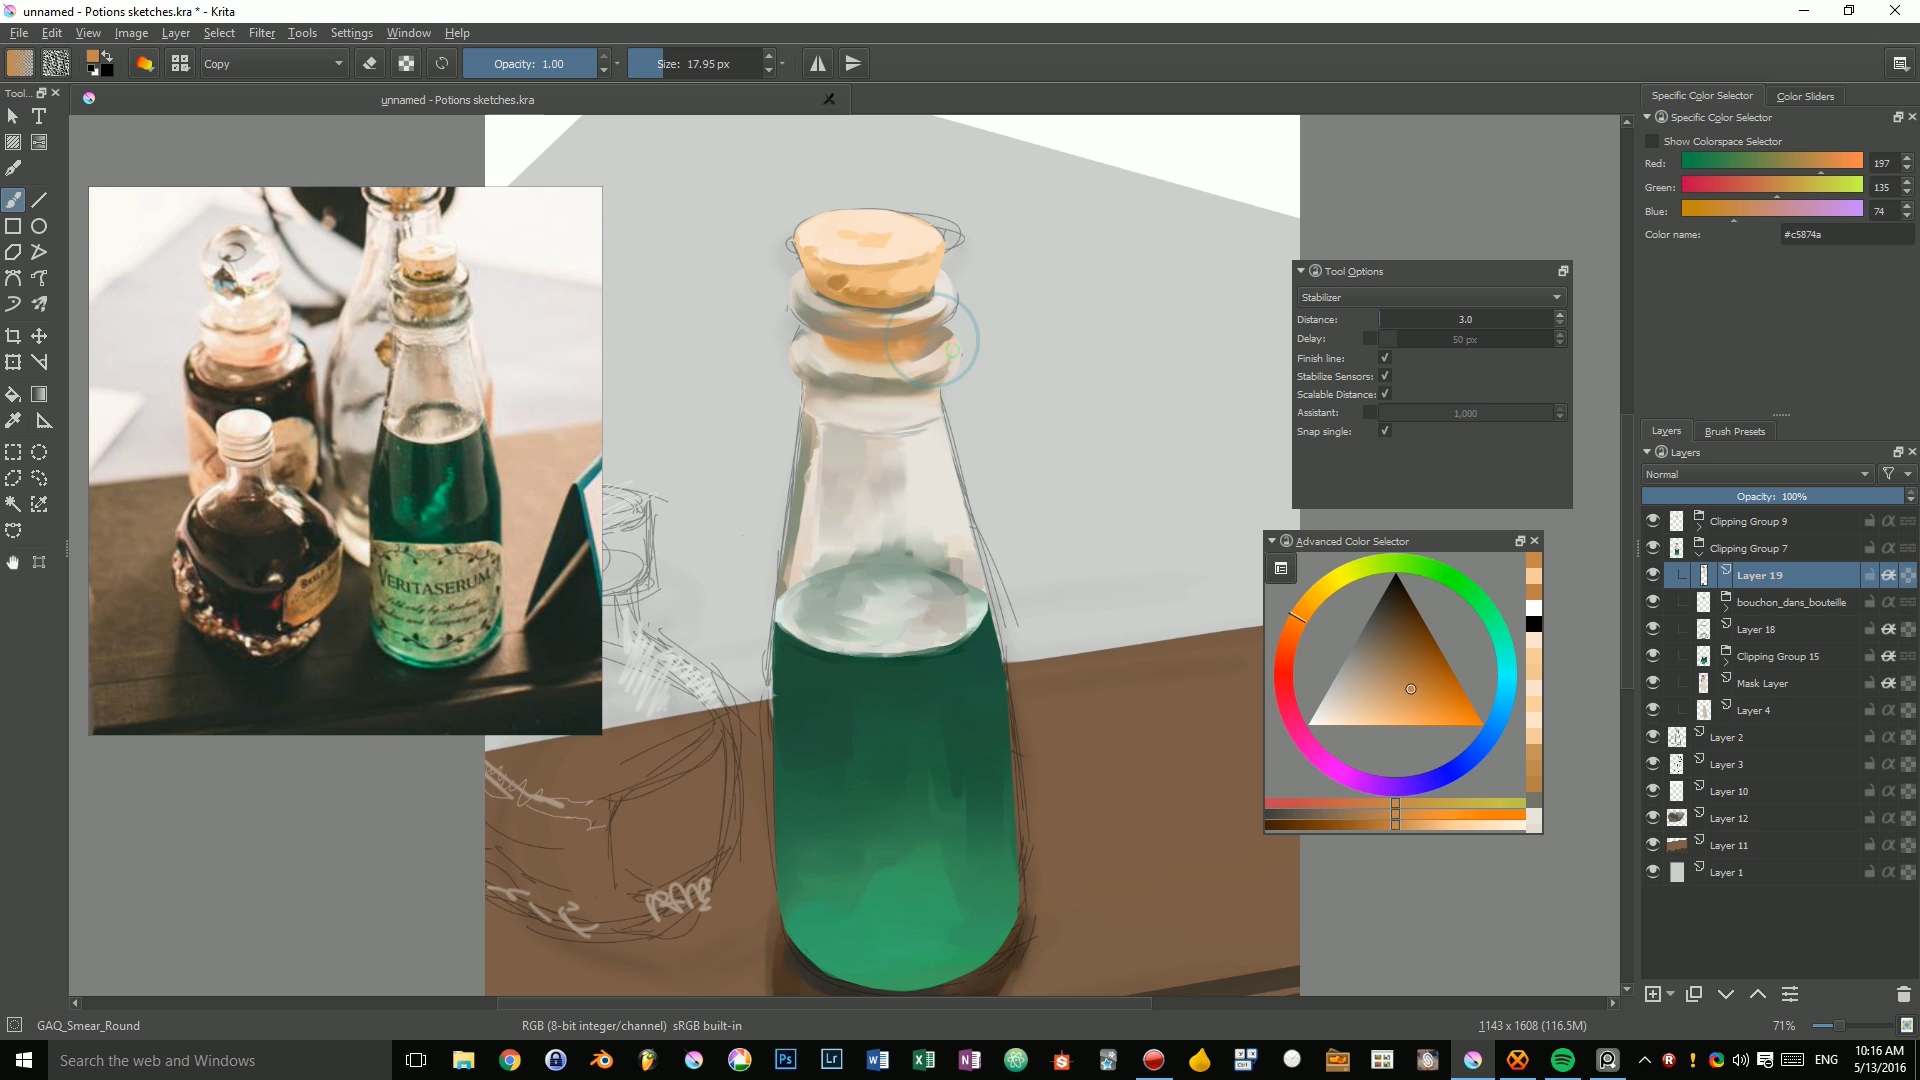 unnamed - Potions sketches.kra * - Krita
File Edit View Image Layer Select Filter Tools Settings Window Help
Copy
Opacity: 1.00
Size: 17.95 px
Tool...
unnamed - Potions sketches.kra
Specific Color Selector
Color Sliders
Specific Color Selector
Show Colorspace Selector
Red: 197
Green: 135
Blue: 74
Color name: #c5874a
Tool Options
Stabilizer
Distance: 3.0
Delay: 50 px
Finish line:
Stabilize Sensors:
Scalable Distance:
Assistant: 1,000
Snap single:
VERITASERUM
Advanced Color Selector
Layers
Brush Presets
Layers
Normal
Opacity: 100%
Clipping Group 9
Clipping Group 7
Layer 19
bouchon_dans_bouteille
Layer 18
Clipping Group 15
Mask Layer
Layer 4
Layer 2
Layer 3
Layer 10
Layer 12
Layer 11
Layer 1
GAQ_Smear_Round
RGB (8-bit integer/channel) sRGB built-in
1143 x 1608 (116.5M)
71%
Search the web and Windows
Ps
Lr
ENG
10:16 AM
5/13/2016